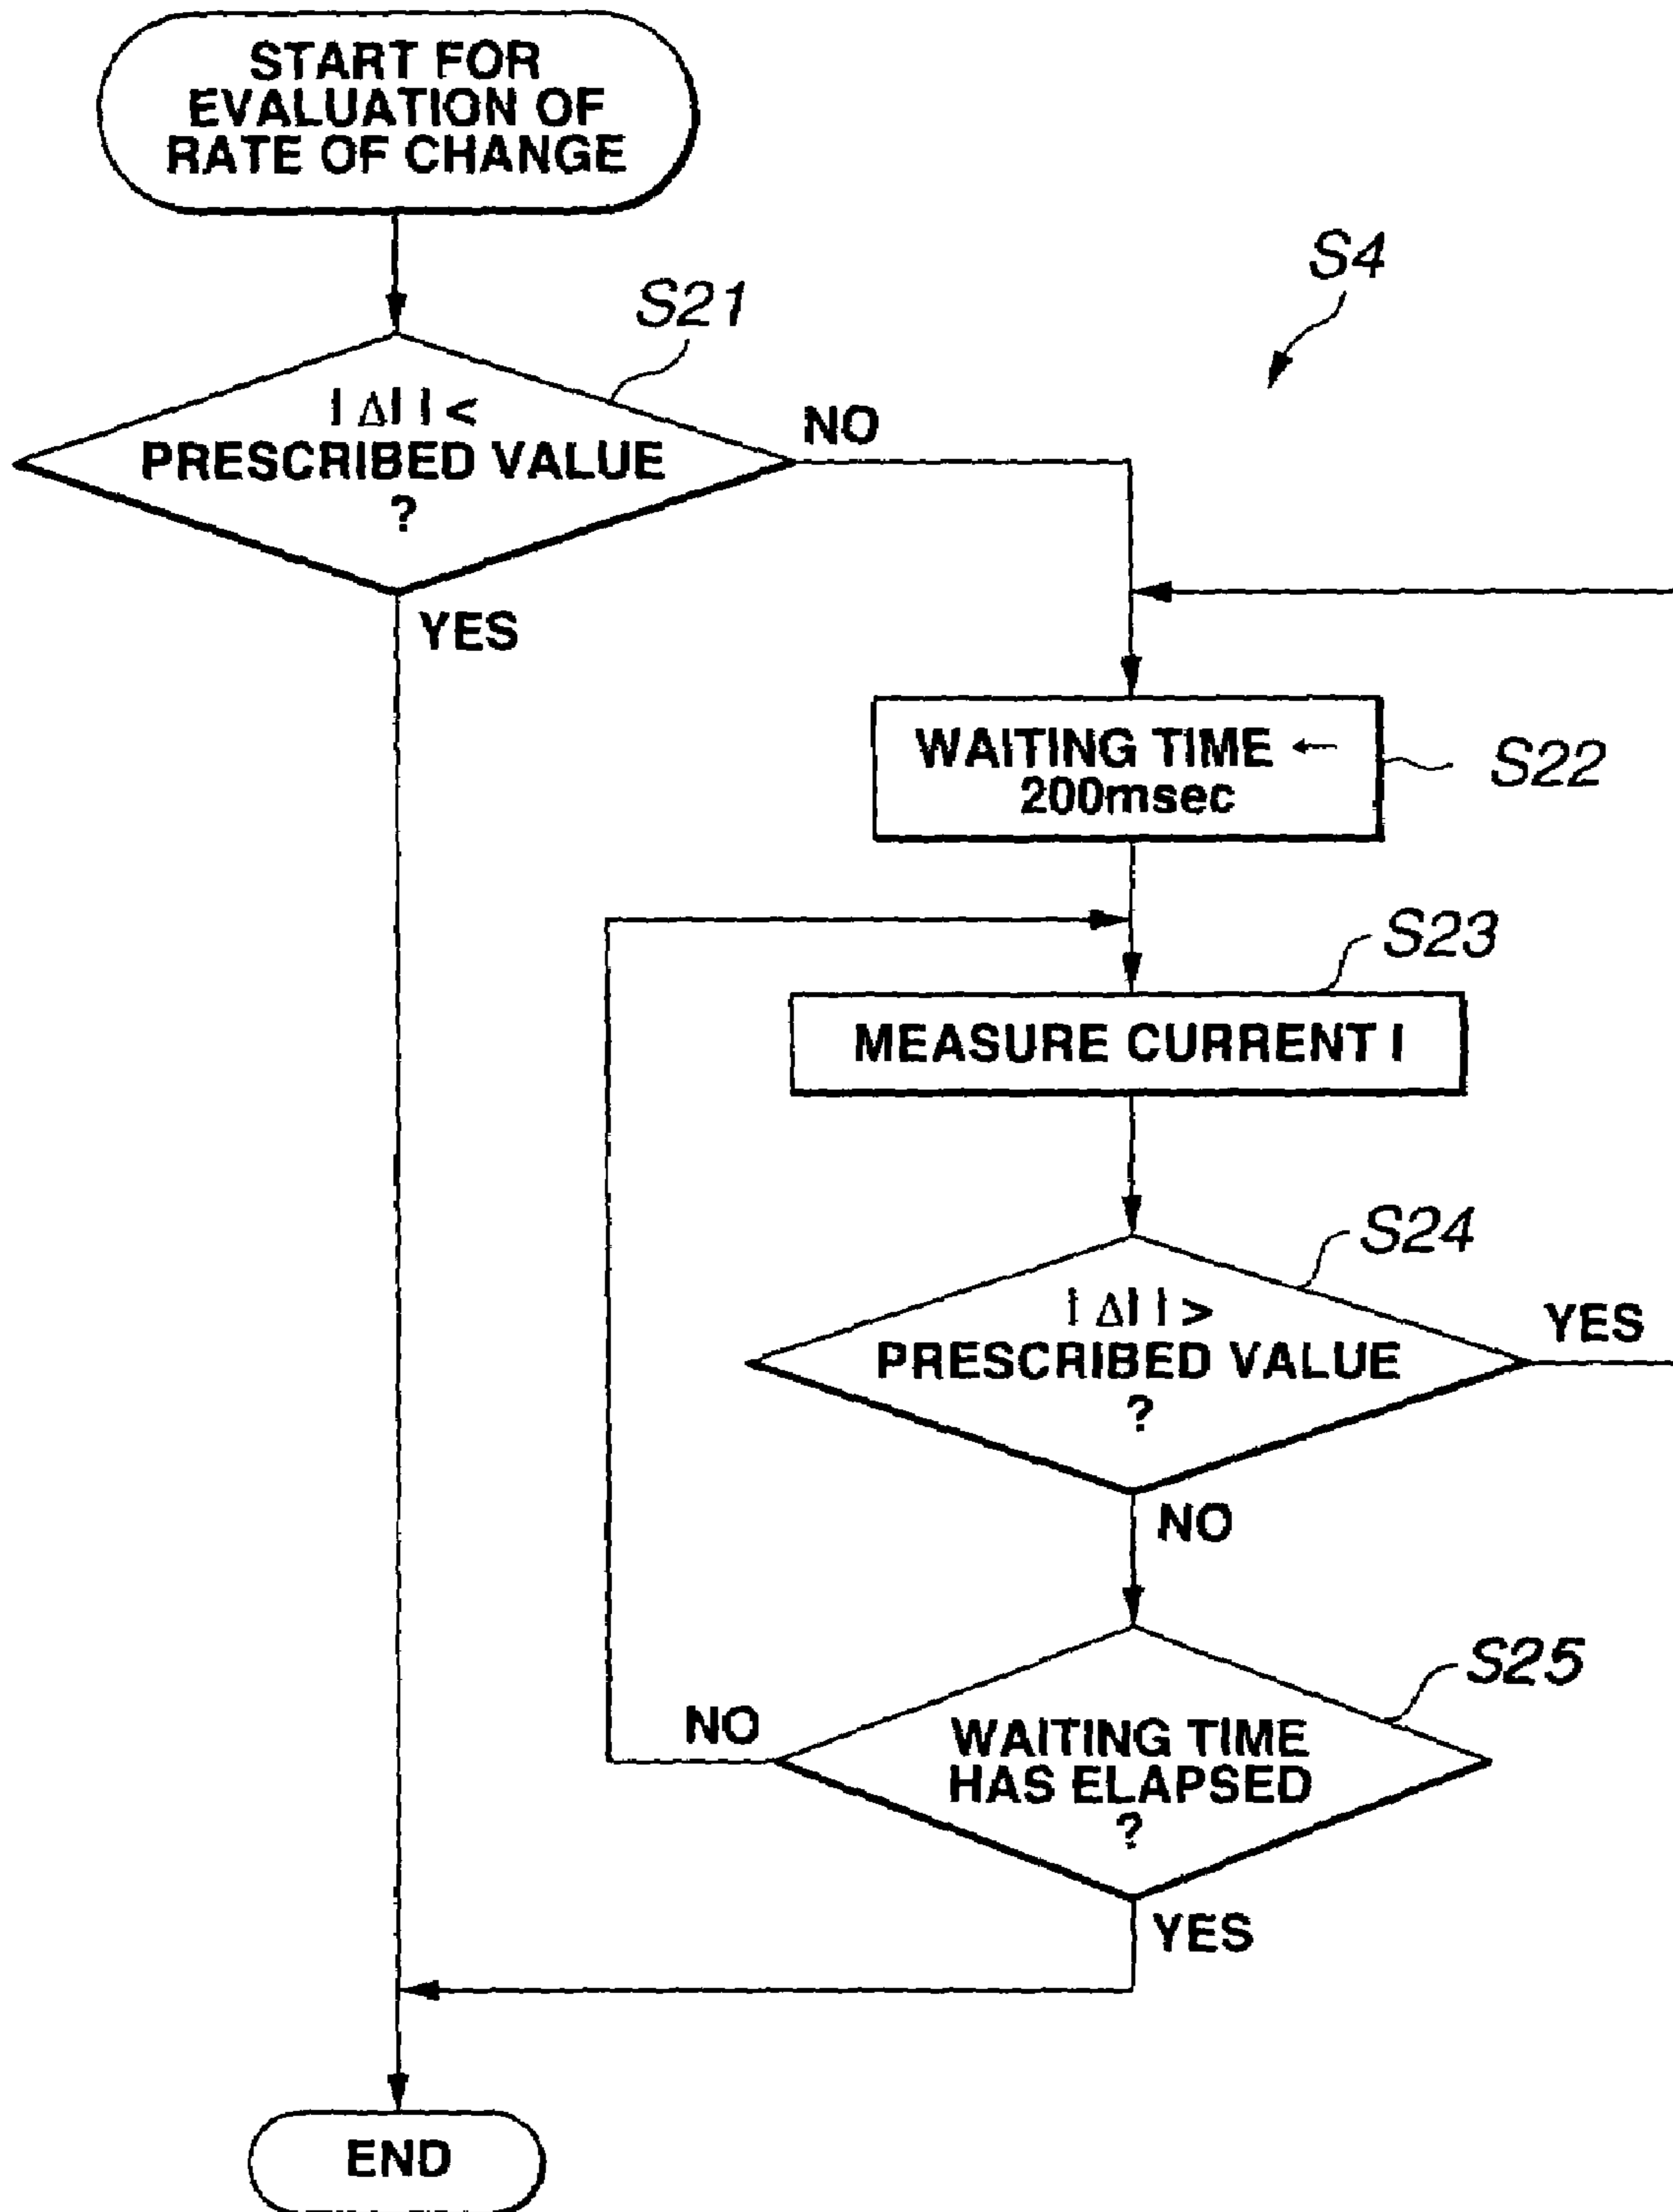 START FOR
EVALUATION OF
RATE OF CHANGE
S4
S21
| ΔI | <
PRESCRIBED VALUE
?
NO
YES
WAITING TIME ←
200msec
S22
S23
MEASURE CURRENT I
S24
| ΔI | >
PRESCRIBED VALUE
?
YES
NO
S25
WAITING TIME
HAS ELAPSED
?
NO
YES
END